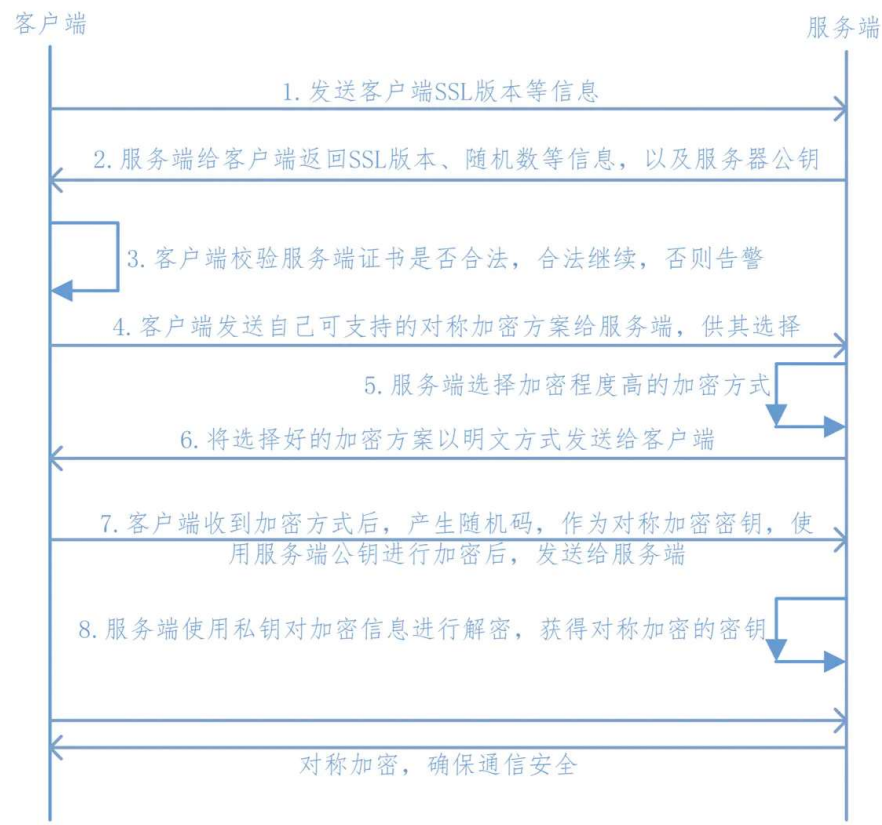 客户端
服务端
1.发送客户端SSL版本等信息
2.服务端给客户端返回SSL版本、随机数等信息，以及服务器公钥
3.客户端校验服务端证书是否合法，合法继续，否则告警
4.客户端发送自己可支持的对称加密方案给服务端，供其选择
5.服务端选择加密程度高的加密方式
6.将选择好的加密方案以明文方式发送给客户端
7.客户端收到加密方式后，产生随机码，作为对称加密密钥，使
用服务端公钥进行加密后，发送给服务端
8.服务端使用私钥对加密信息进行解密，获得对称加密的密钥
对称加密，确保通信安全